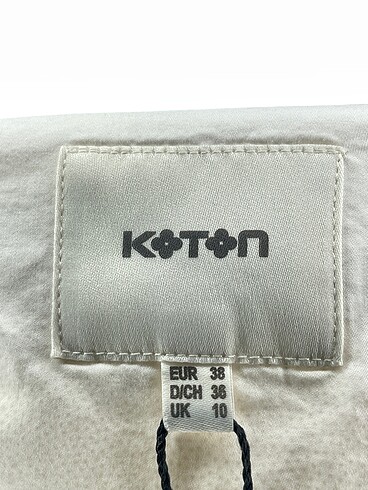 KOTON
EUR 38
D/CH 36
UK 10